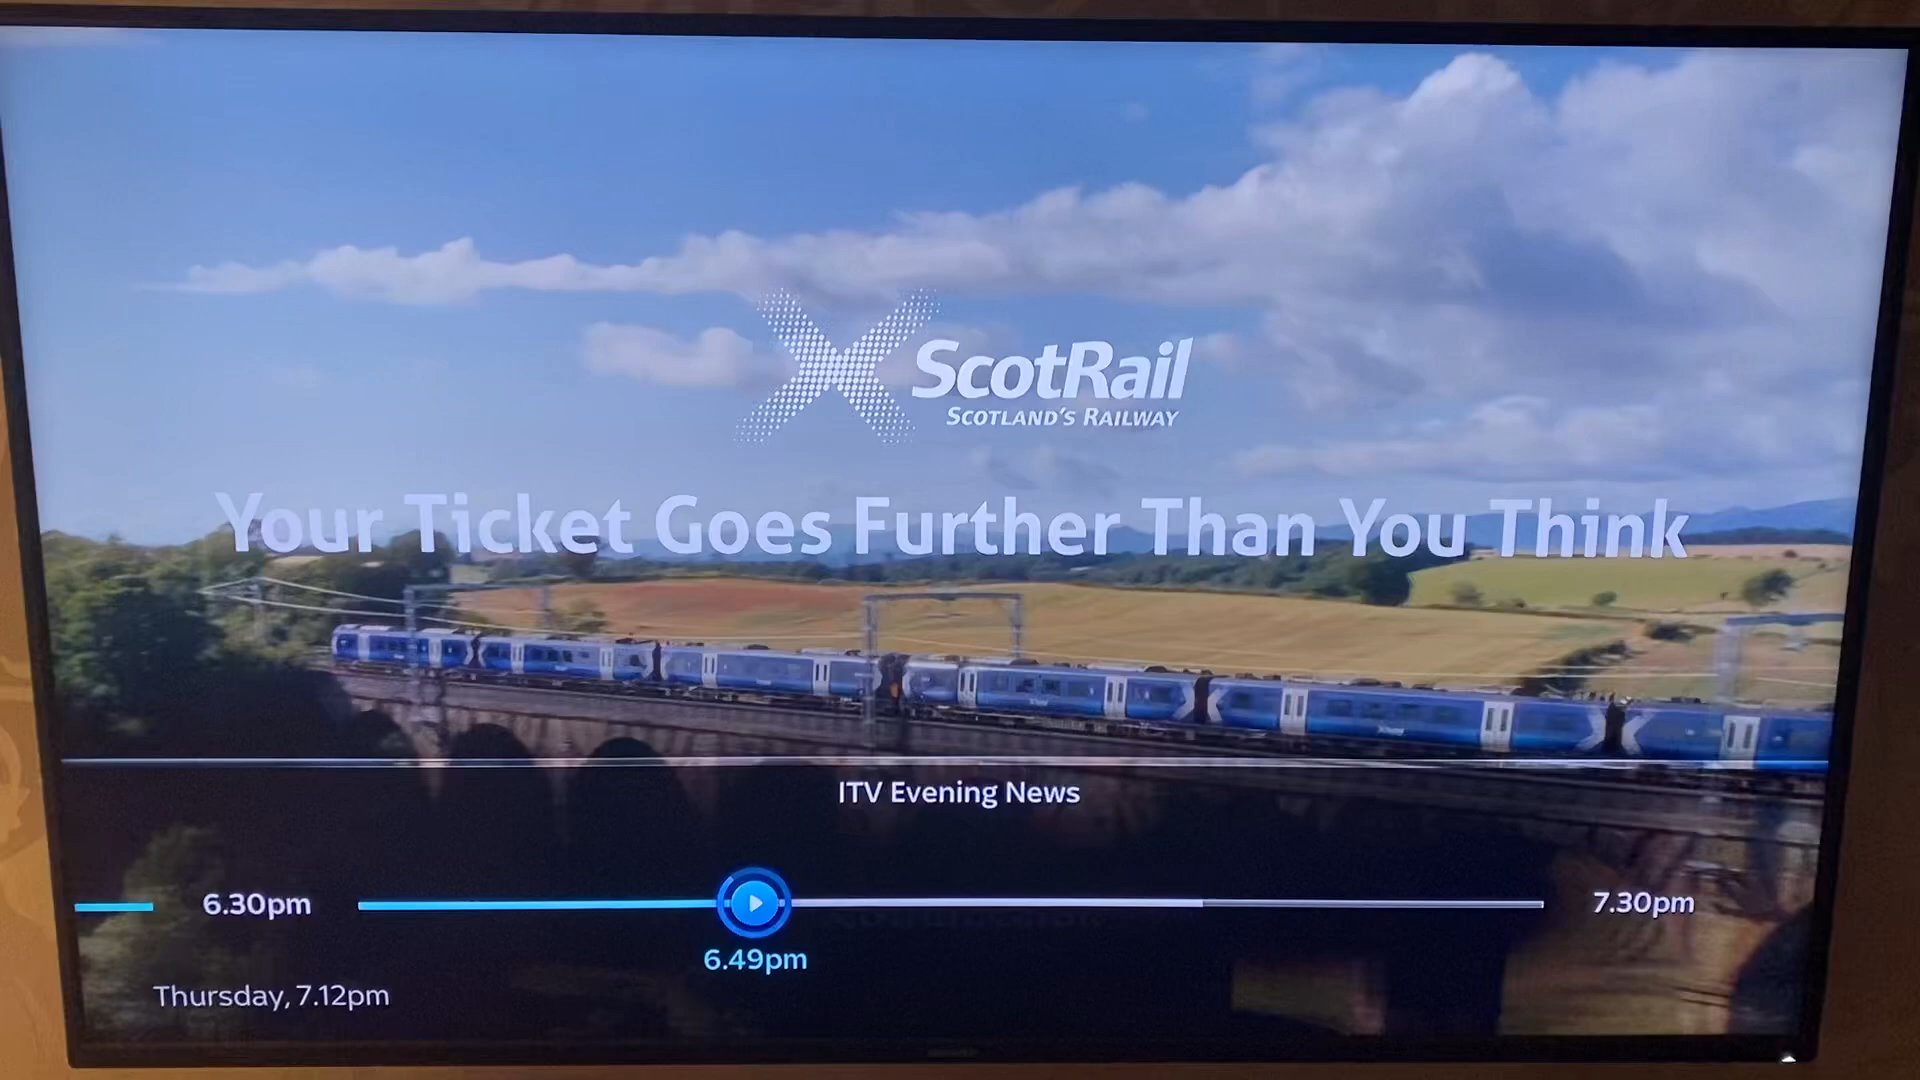 ScotRail
SCOTLAND'S RAILWAY
Your Ticket Goes Further Than You Think
ITV Evening News
6.30pm
7.30pm
6.49pm
Thursday, 7.12pm